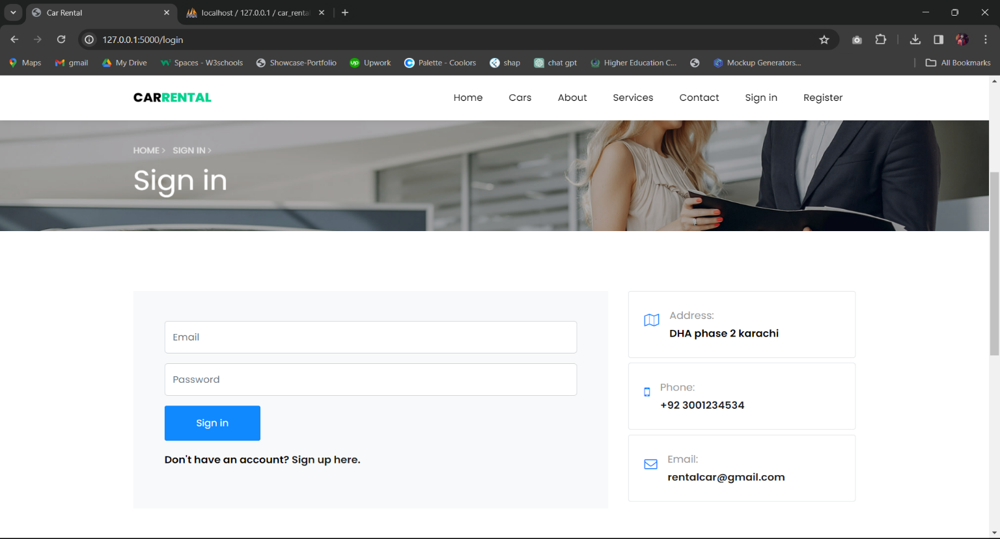 Car Rental
localhost / 127.0.0.1 / car_renta
127.0.0.1:5000/login
Maps
gmail
My Drive
Spaces - W3schools
Showcase-Portfolio
up
Upwork
Palette - Coolors
shap
chat gpt
Higher Education C...
Mockup Generators...
All Bookmarks
CARRENTAL
Home
Cars
About
Services
Contact
Sign in
Register
HOME > SIGN IN >
Sign in
Email
Password
Sign in
Don't have an account? Sign up here.
Address:
DHA phase 2 karachi
Phone:
+92 3001234534
Email:
rentalcar@gmail.com